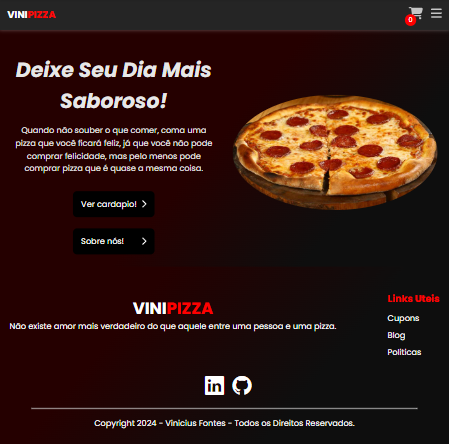 VINIPIZZA
0
Deixe Seu Dia Mais
Saboroso!
Quando não souber o que comer, coma uma
pizza que você ficará feliz, já que você não pode
comprar felicidade, mas pelo menos pode
comprar pizza que é quase a mesma coisa.
Ver cardapio!
Sobre nós!
VINIPIZZA
Não existe amor mais verdadeiro do que aquele entre uma pessoa e uma pizza.
Links Uteis
Cupons
Blog
Politicas
in
Copyright 2024 - Vinicius Fontes - Todos os Direitos Reservados.